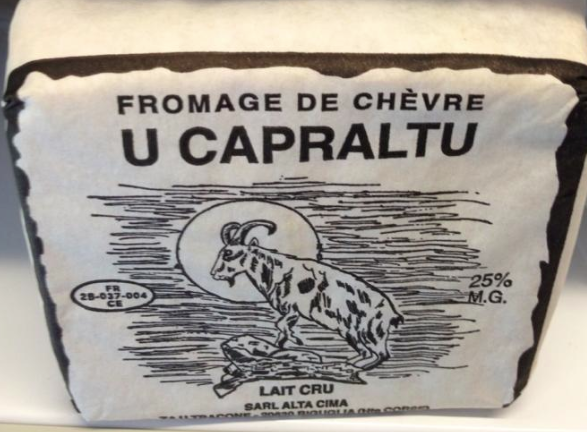 FROMAGE DE CHÈVRE
U CAPRALTU
FR
2B-037-004
CE
25%
M.G.
LAIT CRU
SARL ALTA CIMA